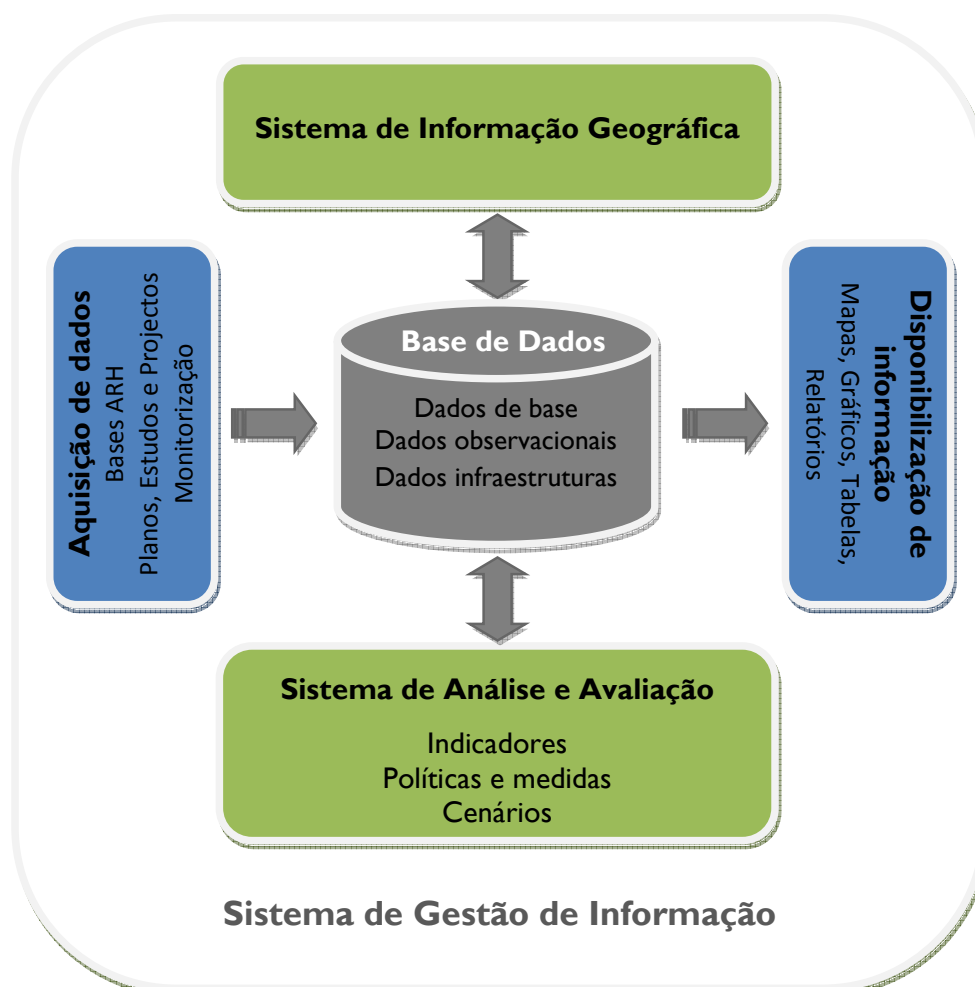 Sistema de Informação Geográfica
Aquisição de dados
Bases ARH
Planos, Estudos e Projectos
Monitorização
Base de Dados
Dados de base
Dados observacionais
Dados infraestruturas
Disponibilização de
informação
Mapas, Gráficos, Tabelas,
Relatórios
Sistema de Análise e Avaliação
Indicadores
Políticas e medidas
Cenários
Sistema de Gestão de Informação